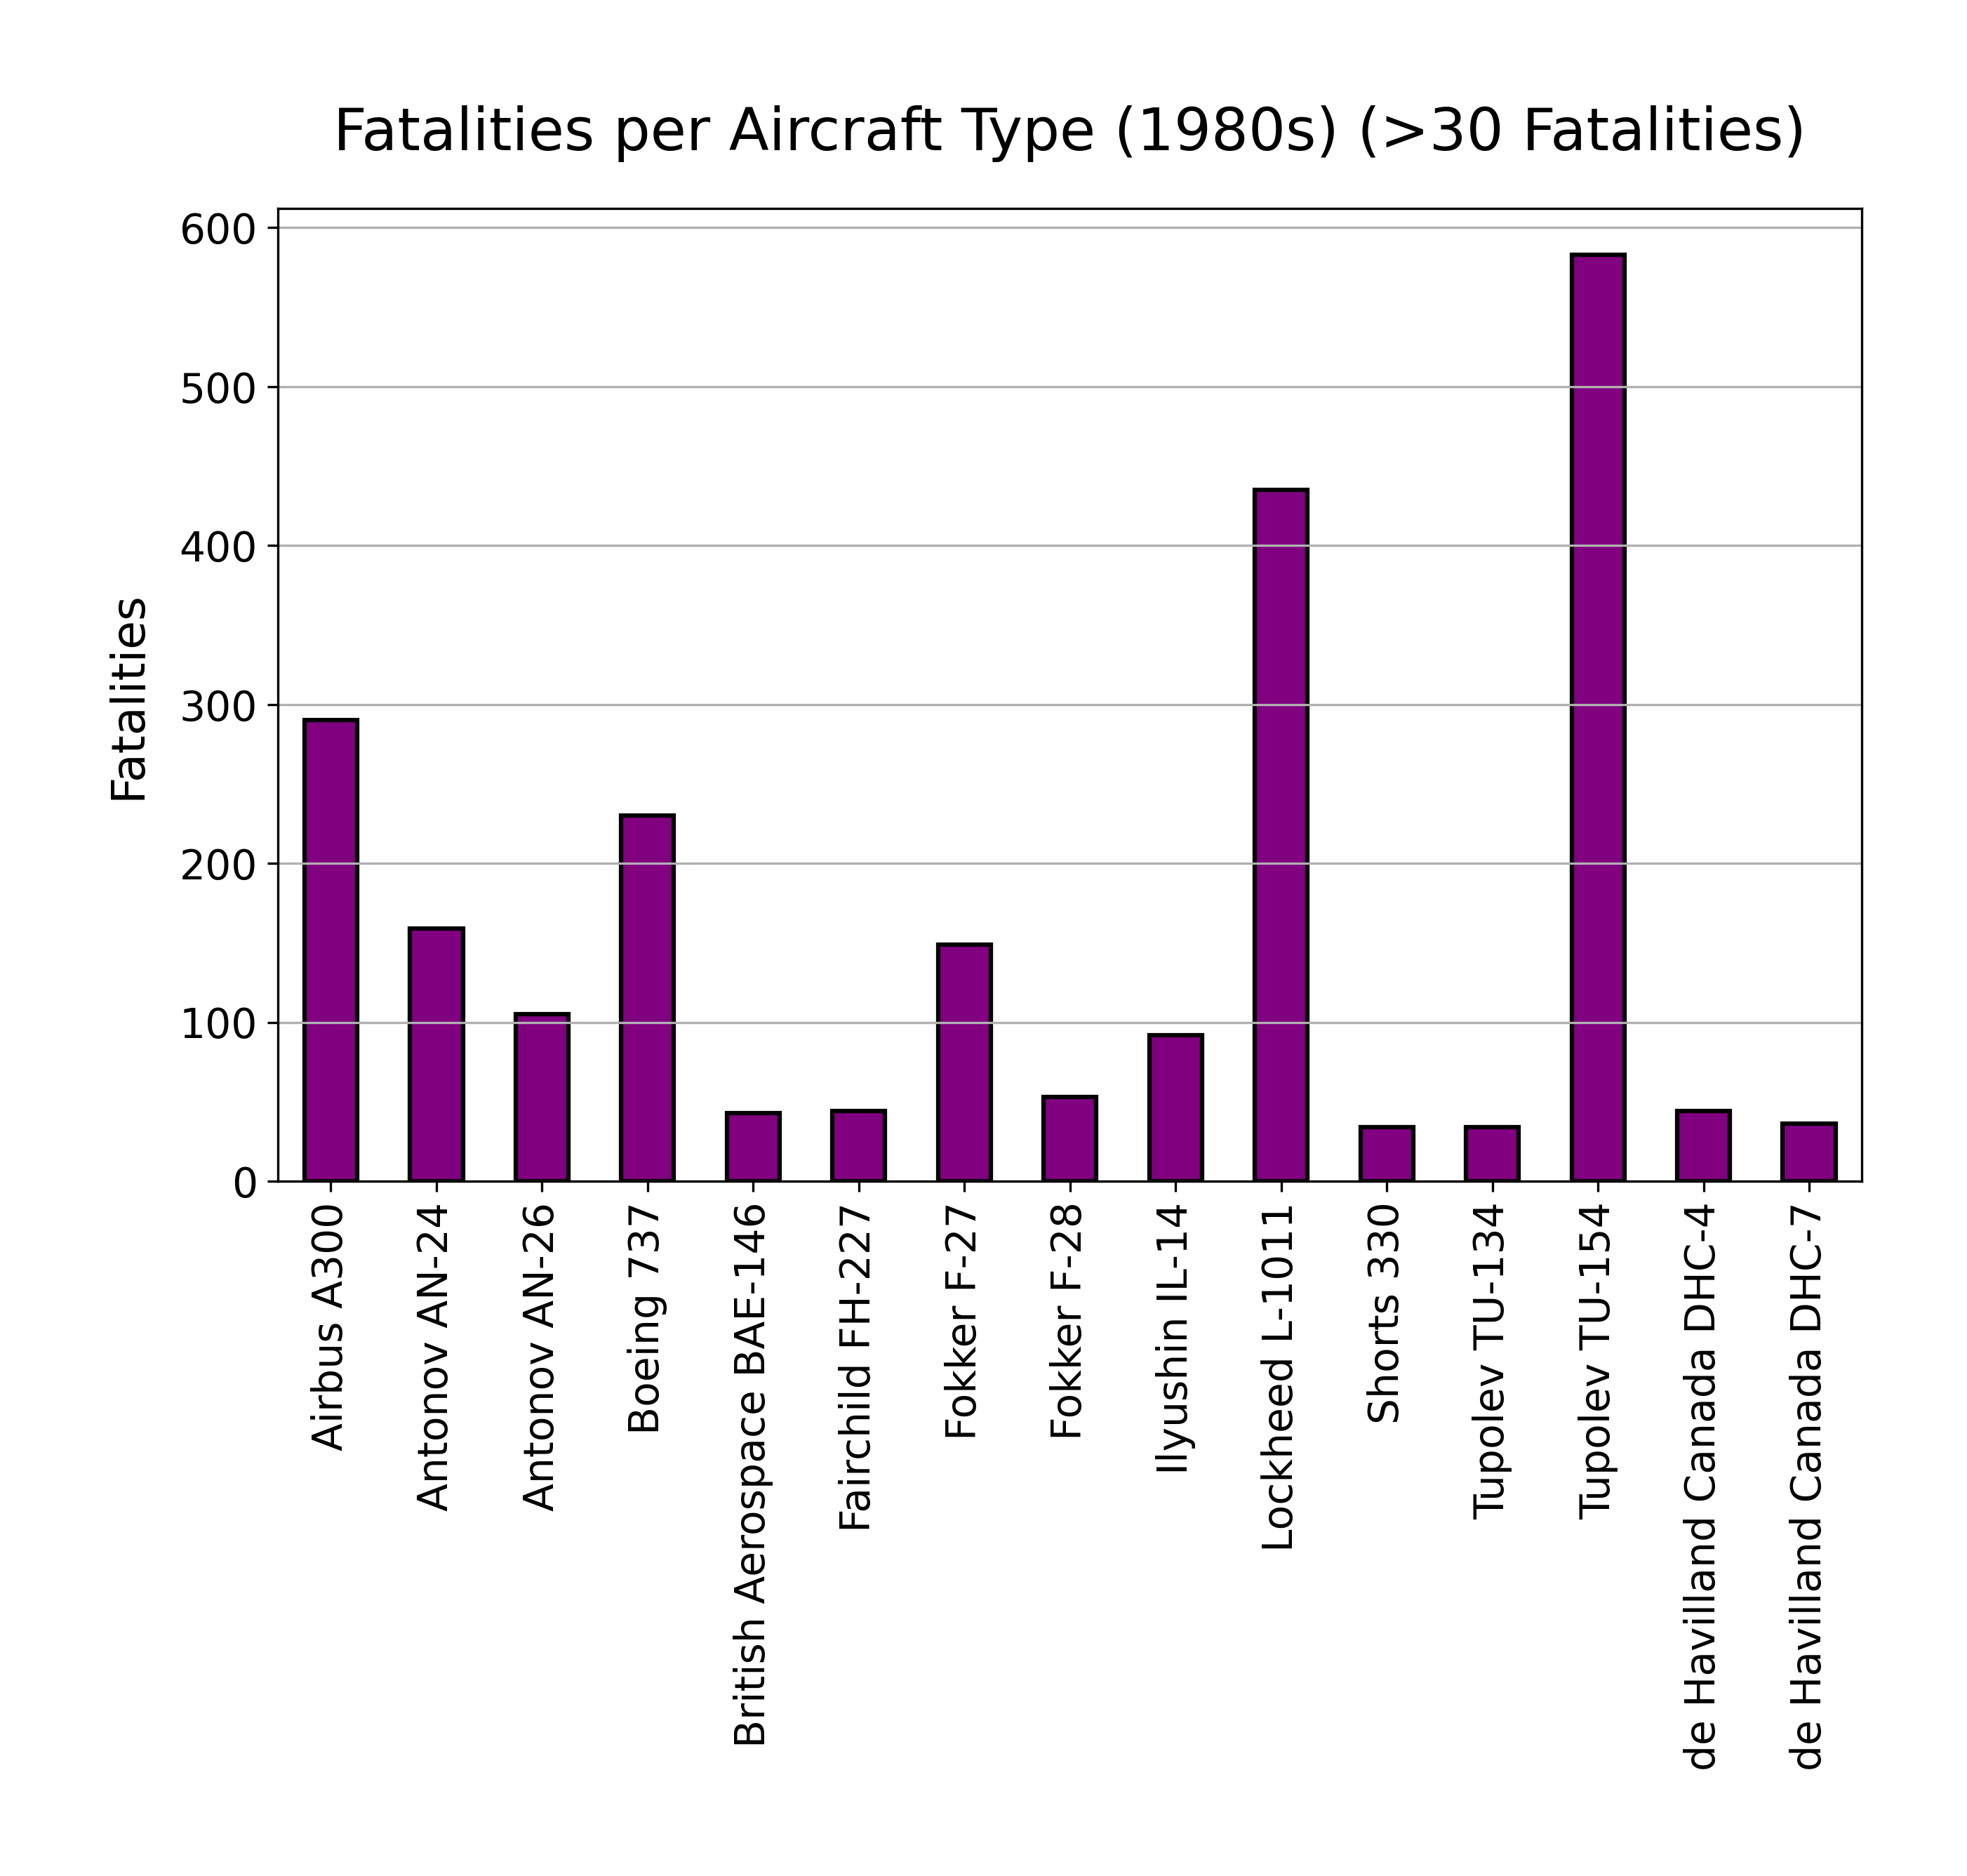 Fatalities per Aircraft Type (1980s) (>30 Fatalities)
Fatalities
600
500
400
300
200
100
0
Airbus A300
Antonov AN-24
Antonov AN-26
Boeing 737
British Aerospace BAE-146
Fairchild FH-227
Fokker F-27
Fokker F-28
Ilyushin IL-14
Lockheed L-1011
Shorts 330
Tupolev TU-134
Tupolev TU-154
de Havilland Canada DHC-4
de Havilland Canada DHC-7